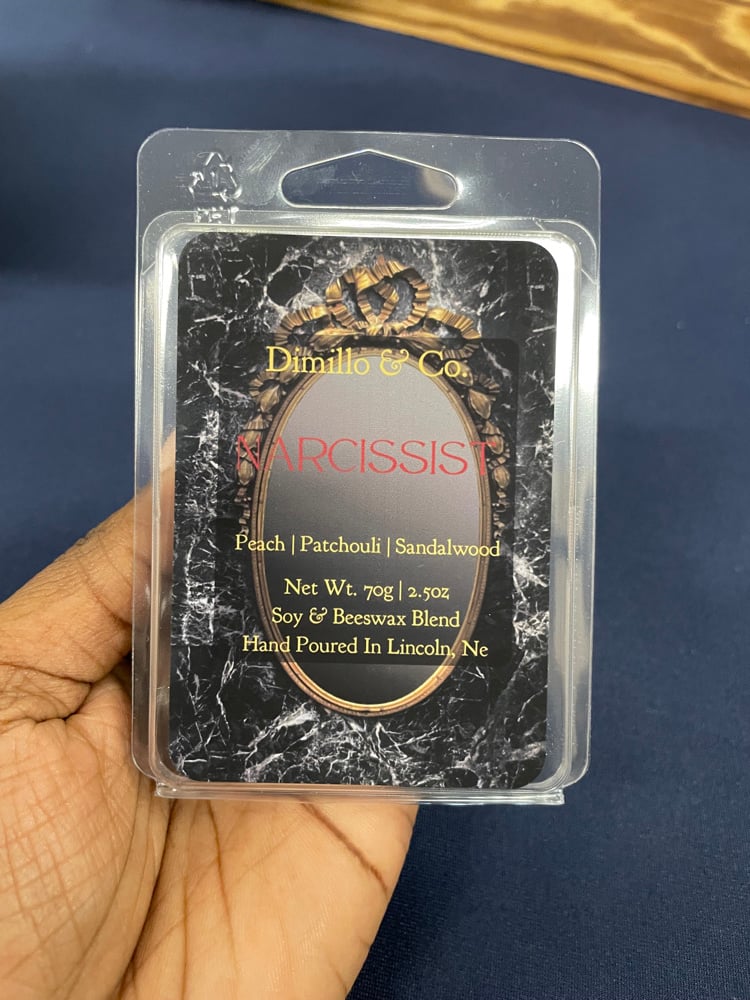 Dimillo & Co.
NARCISSIST
Peach | Patchouli | Sandalwood
Net Wt. 70g | 2.5oz
Soy & Beeswax Blend
Hand Poured In Lincoln, Ne